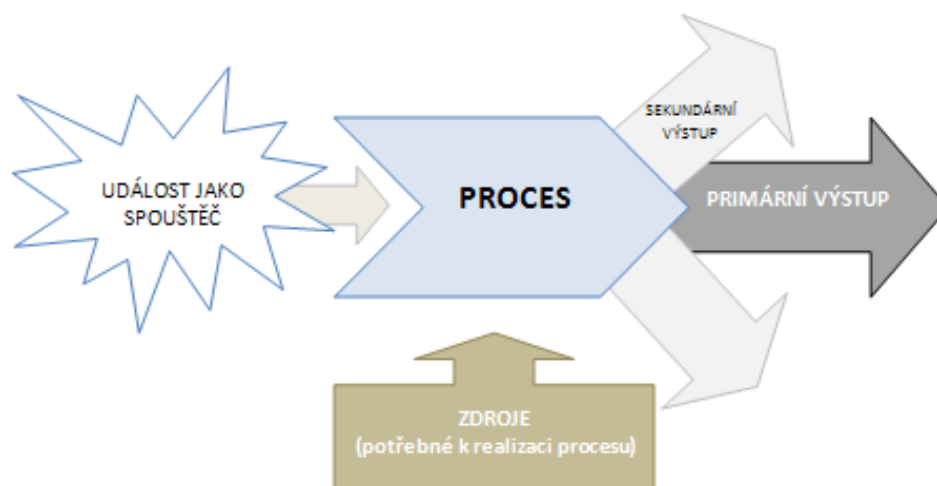 UDÁLOST JAKO
SPOUŠTĚČ
PROCES
SEKUNDÁRNÍ
VÝSTUP
PRIMÁRNÍ VÝSTUP
ZDROJE
(potřebné k realizaci procesu)